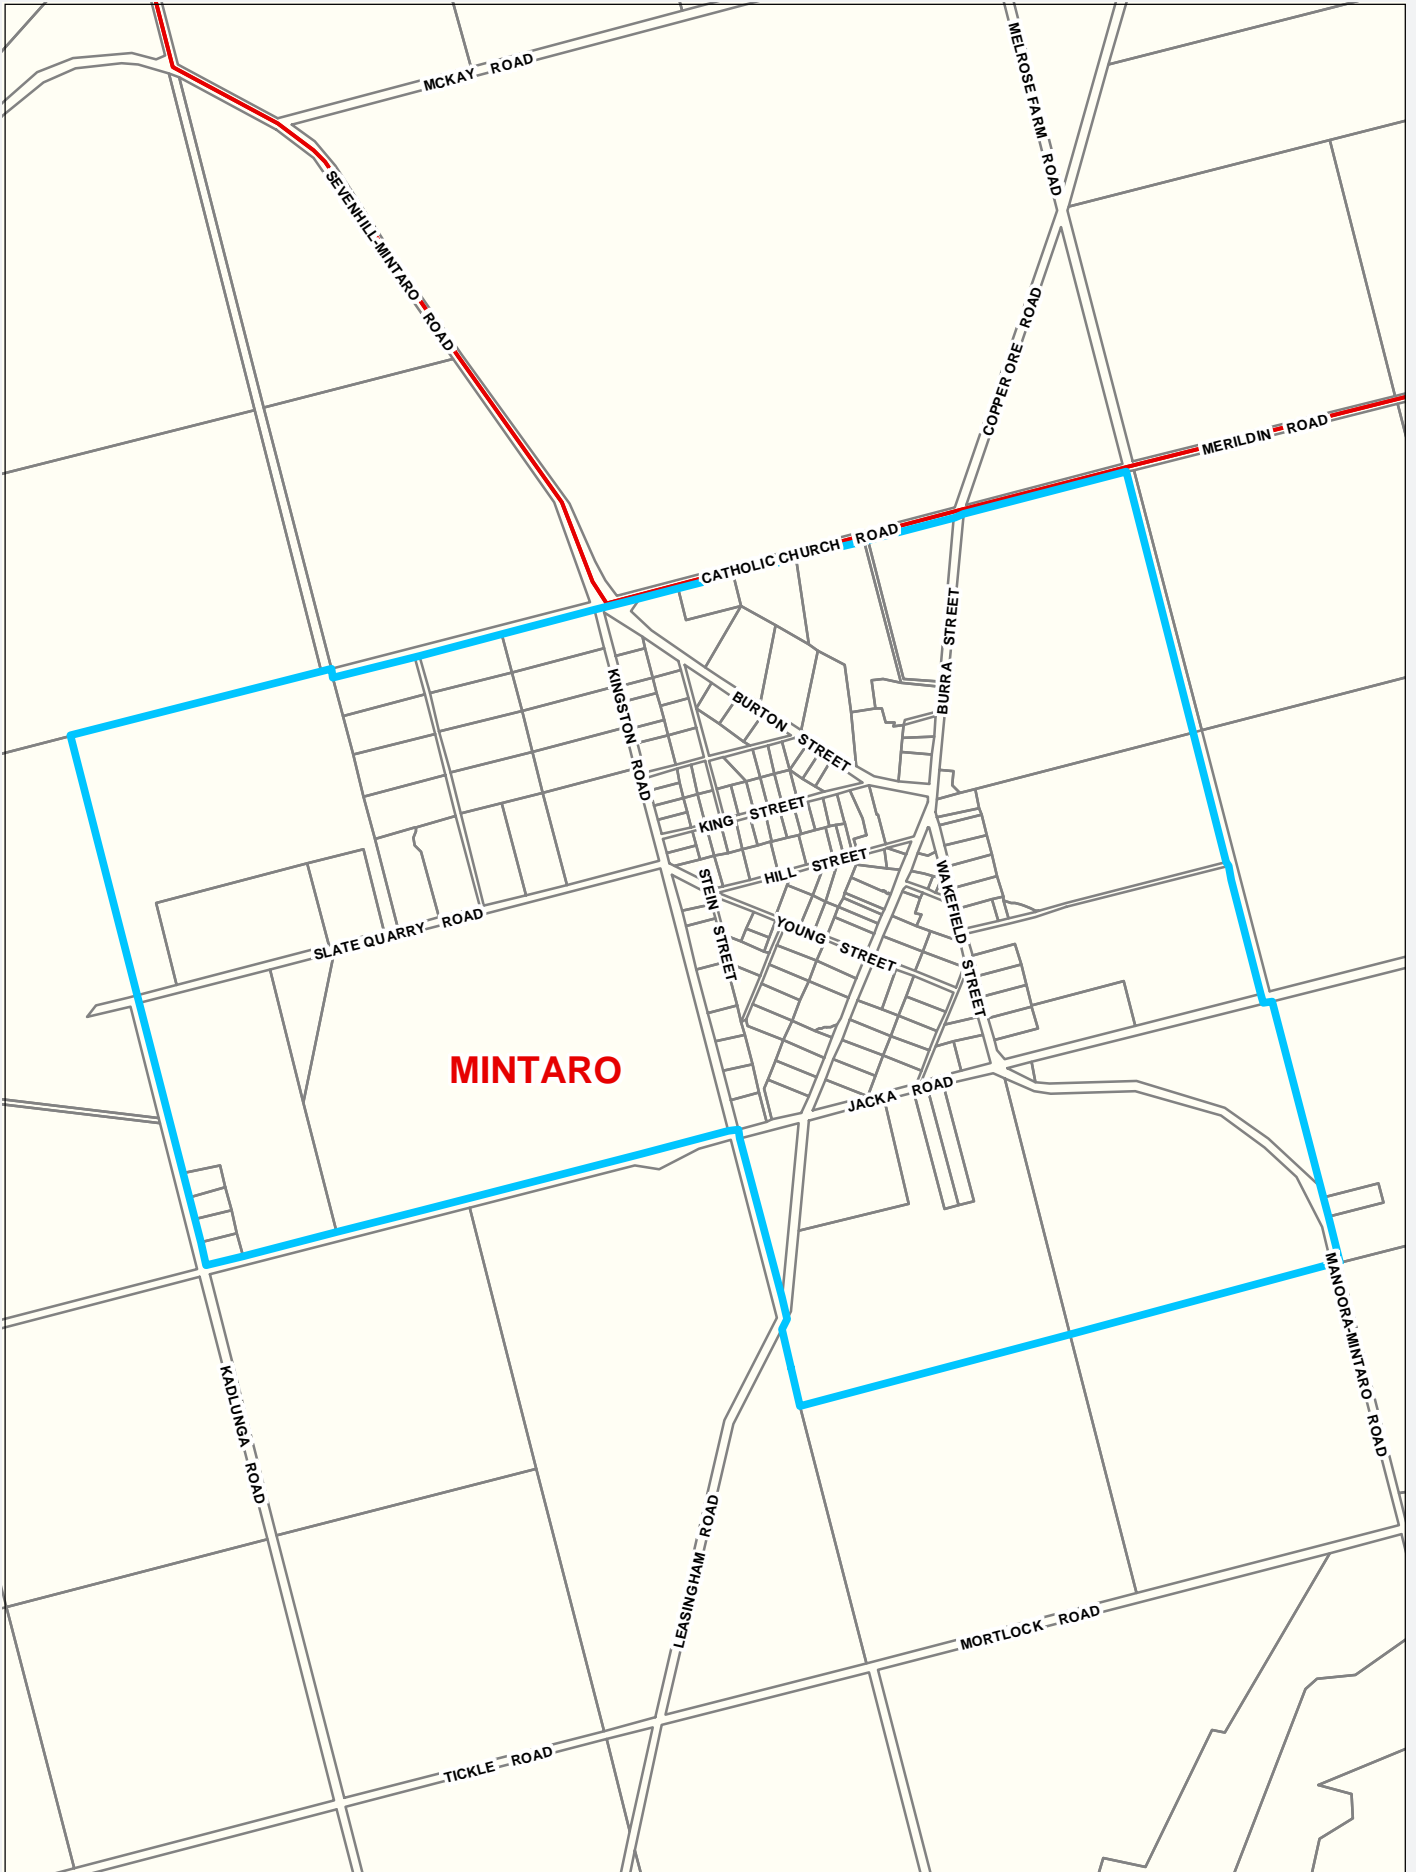 MCKAY ROAD
MELROSE FARM ROAD
SEVENHILL-MINTARO ROAD
COPPER ORE ROAD
MERILDIN ROAD
CATHOLIC CHURCH ROAD
BURRA STREET
KINGSTON ROAD
BURTON STREET
KING STREET
HILL STREET
STEIN STREET
WAKEFIELD STREET
SLATE QUARRY ROAD
YOUNG STREET
MINTARO
JACKA ROAD
MANOORA-MINTARO ROAD
KADLUNGA ROAD
LEASINGHAM ROAD
MORTLOCK ROAD
TICKLE ROAD